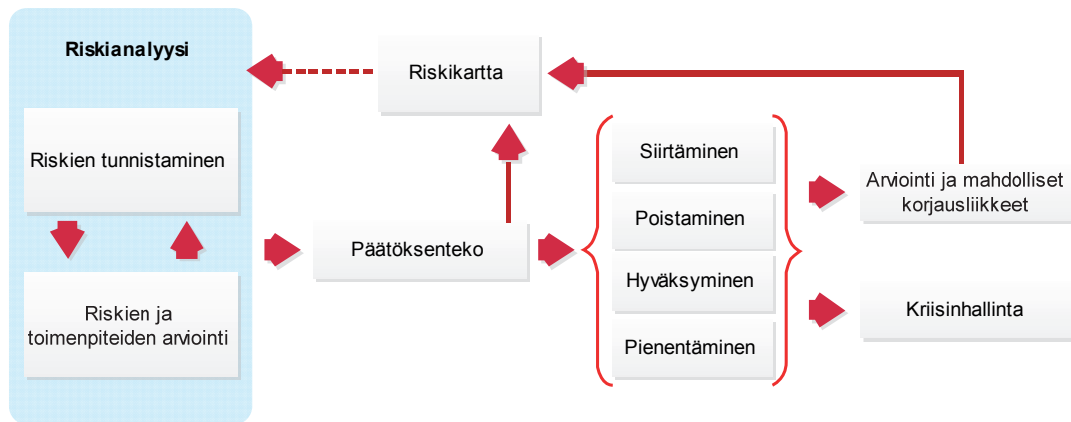 Riskianalyysi
Riskien tunnistaminen
Riskien ja
toimenpiteiden arviointi
Riskikartta
Päätöksenteko
Siirtäminen
Poistaminen
Hyväksyminen
Pienentäminen
Arviointi ja mahdolliset
korjausliikkeet
Kriisinhallinta